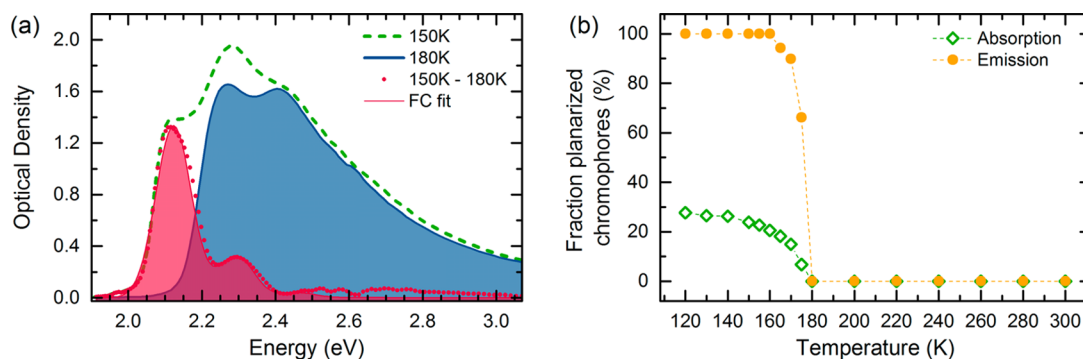 (a)
2.0
1.6
1.2
0.8
0.4
0.0
Optical Density
150K
180K
150K - 180K
FC fit
2.0 2.2 2.4 2.6 2.8 3.0
Energy (eV)
(b)
100
80
60
40
20
0
Fraction planarized
chromophores (%)
Absorption
Emission
120 140 160 180 200 220 240 260 280 300
Temperature (K)